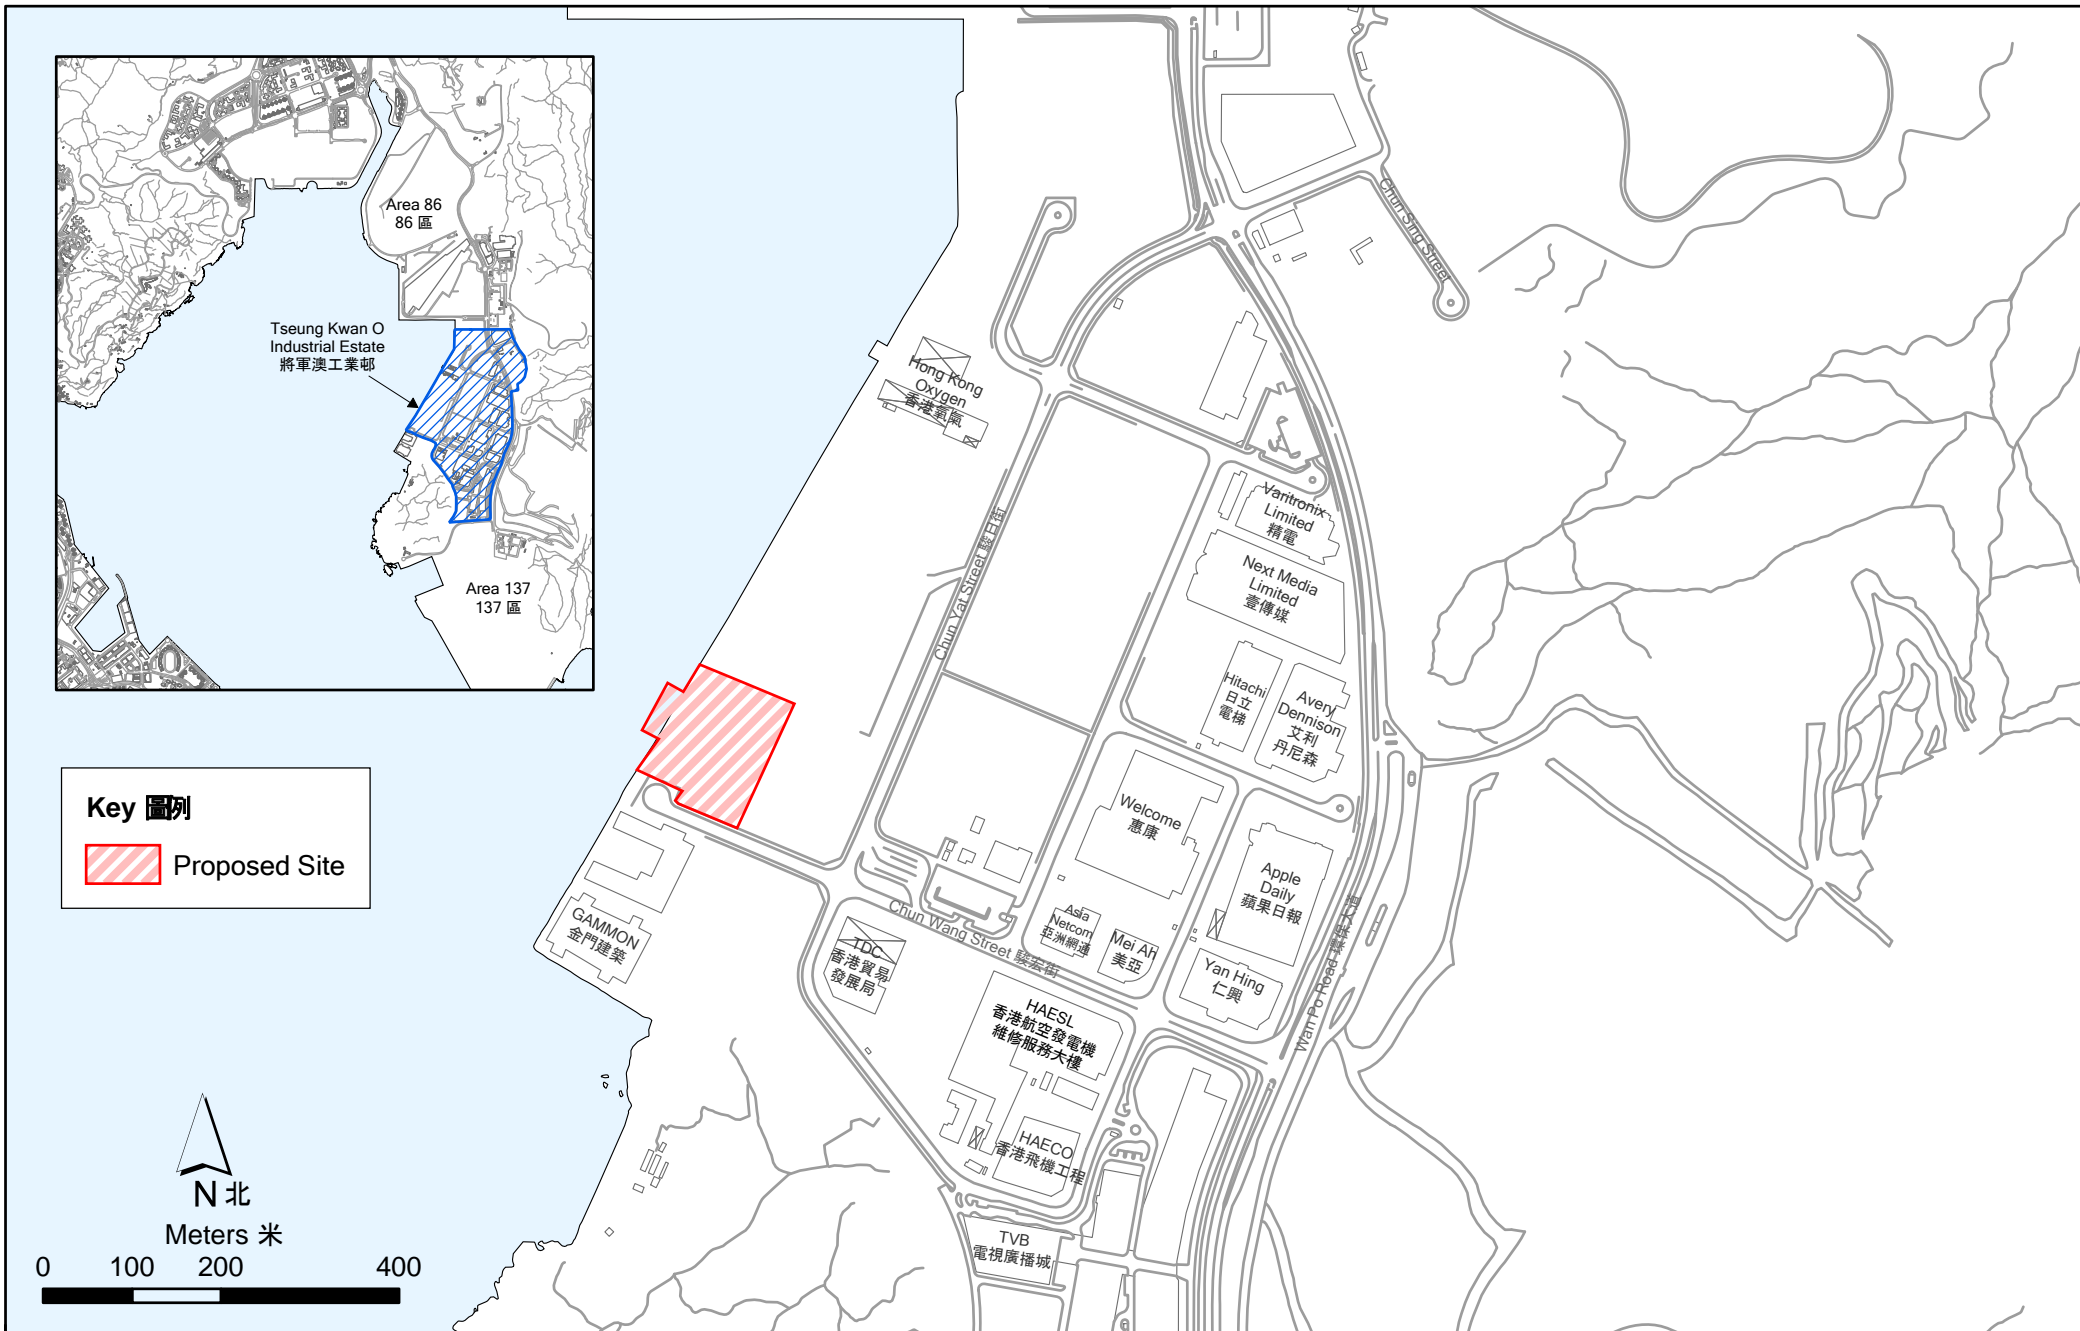 Area 86
86 區
Tseung Kwan O
Industrial Estate
將軍澳工業邨
Area 137
137 區
Key 圖例
Proposed Site
N 北
Meters 米
0 100 200 400
Chun Sing Street
Hong Kong
Oxygen
香港氧氣
Chun Yat Street 駿日街
Varitronix
Limited
精電
Next Media
Limited
壹傳媒
Hitachi
日立
電梯
Avery
Dennison
艾利
丹尼森
Welcome
惠康
Apple
Daily
蘋果日報
Wan Po Road 環保大道
GAMMON
金門建築
TDC
香港貿易
發展局
Chun Wang Street 駿宏街
Asia
Netcom
亞洲網通
Mei Ah
美亞
Yan Hing
仁興
HAESL
香港航空發電機
維修服務大樓
HAECO
香港飛機工程
TVB
電視廣播城